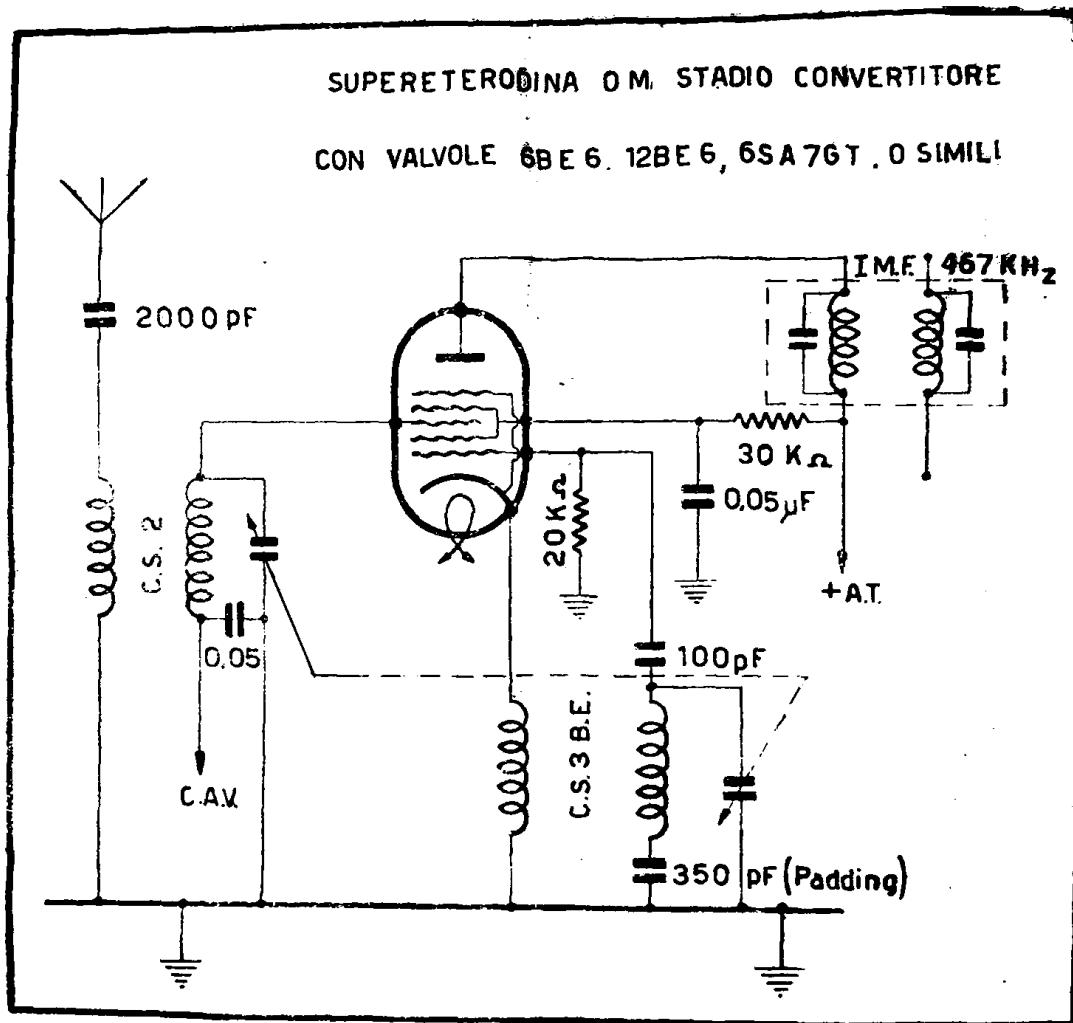 SUPERETERODINA O M. STADIO CONVERTITORE
CON VALVOLE 6BE6. 12BE6, 6SA7GT. O SIMILI
I.M.F. 467 KHz
2000 pF
30 KΩ
0,05 µF
20 KΩ
+ A.T.
C.S. 2
0,05
100 pF
C.S. 3 B.E.
C.A.V.
350 pF (Padding)